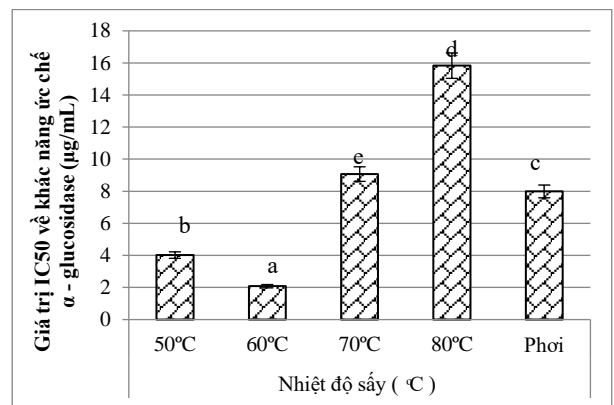 Giá trị IC50 về khác năng ức chế
α - glucosidase (µg/mL)
18
16
14
12
10
8
6
4
2
0
b
a
e
d
c
50ºC
60ºC
70ºC
80ºC
Phơi
Nhiệt độ sấy ( ºC )